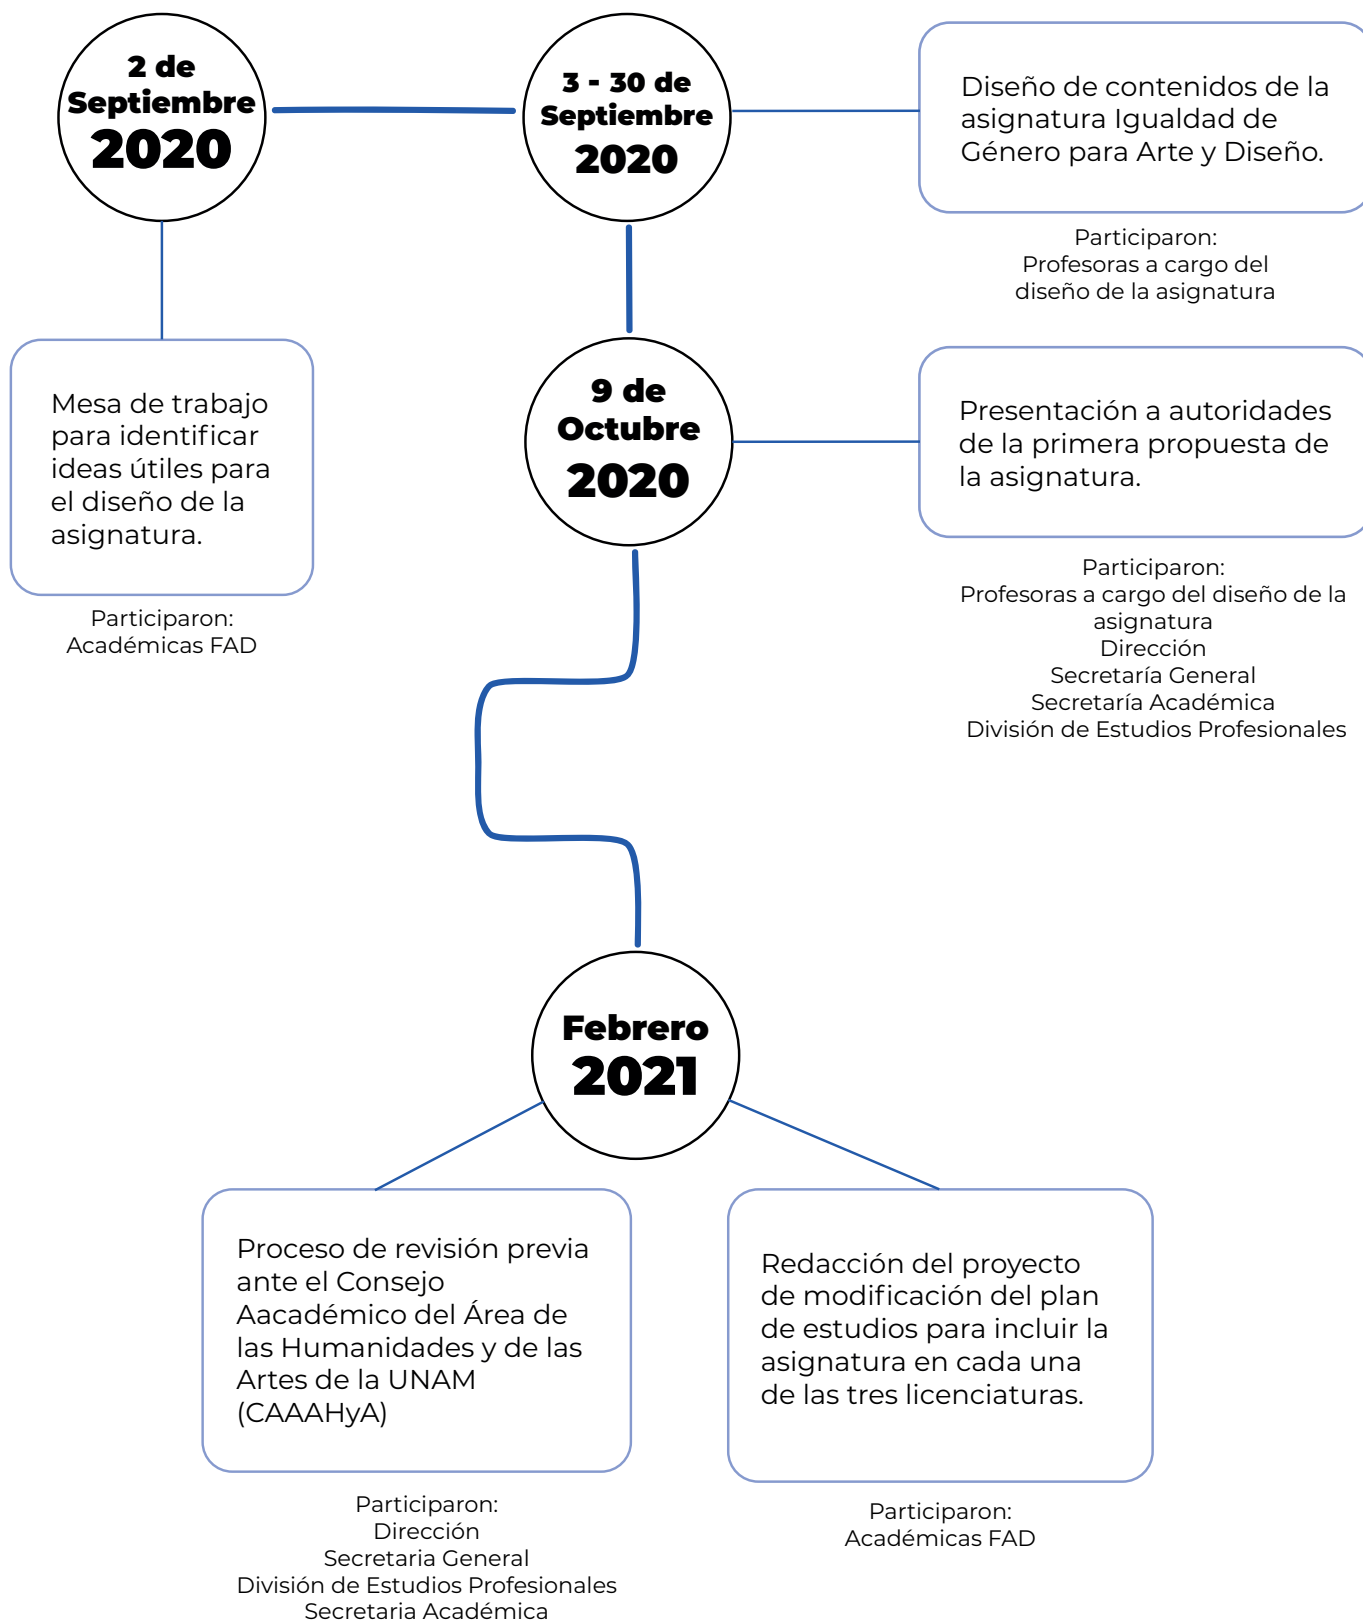 2 de
Septiembre
2020
3 - 30 de
Septiembre
2020
Diseño de contenidos de la
asignatura Igualdad de
Género para Arte y Diseño.
Participaron:
Profesoras a cargo del
diseño de la asignatura
Mesa de trabajo
para identificar
ideas útiles para
el diseño de la
asignatura.
Participaron:
Académicas FAD
9 de
Octubre
2020
Presentación a autoridades
de la primera propuesta de
la asignatura.
Participaron:
Profesoras a cargo del diseño de la
asignatura
Dirección
Secretaría General
Secretaría Académica
División de Estudios Profesionales
Febrero
2021
Proceso de revisión previa
ante el Consejo
Aacadémico del Área de
las Humanidades y de las
Artes de la UNAM
(CAAAHyA)
Participaron:
Dirección
Secretaria General
División de Estudios Profesionales
Secretaria Académica
Redacción del proyecto
de modificación del plan
de estudios para incluir la
asignatura en cada una
de las tres licenciaturas.
Participaron:
Académicas FAD